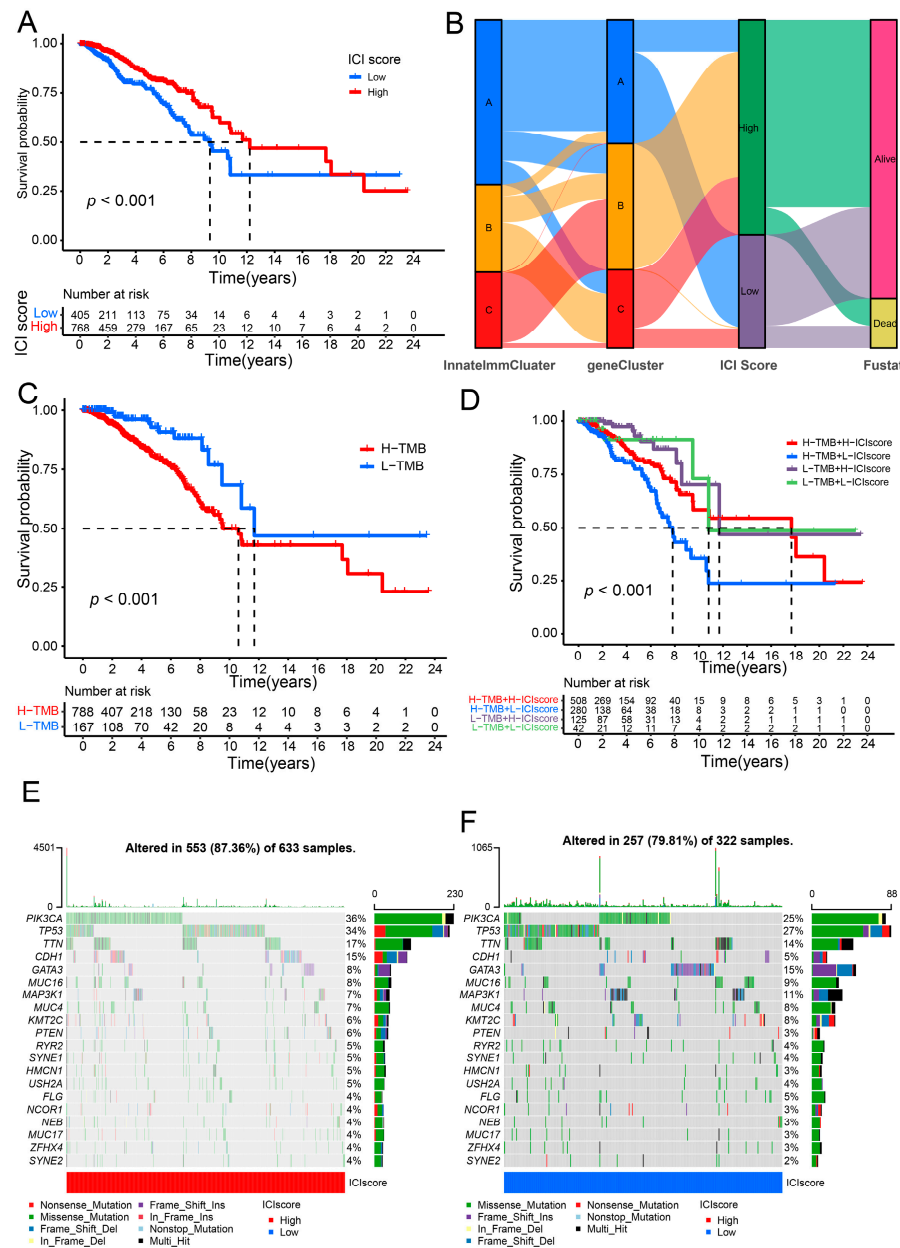 A
Survival probability
1.00
0.75
0.50
0.25
0.00
ICI score
Low
High
p < 0.001
0 2 4 6 8 10 12 14 16 18 20 22 24
Time(years)
ICI score
Number at risk
Low 405 211 113 75 34 14 6 4 4 3 2 1 0
High 768 459 279 167 65 23 12 10 7 6 4 2 0
0 2 4 6 8 10 12 14 16 18 20 22 24
Time(years)
B
A
B
C
A
B
C
High
Low
Alive
Dead
InnateImmCluater geneCluster ICI Score Fustat
C
Survival probability
1.00
0.75
0.50
0.25
0.00
H−TMB
L−TMB
p < 0.001
0 2 4 6 8 10 12 14 16 18 20 22 24
Time(years)
Number at risk
H−TMB 788 407 218 130 58 23 12 10 8 6 4 1 0
L−TMB 167 108 70 42 20 8 4 4 3 3 2 2 0
0 2 4 6 8 10 12 14 16 18 20 22 24
Time(years)
D
Survival probability
1.00
0.75
0.50
0.25
0.00
H−TMB+H−ICIscore
H−TMB+L−ICIscore
L−TMB+H−ICIscore
L−TMB+L−ICIscore
p < 0.001
0 2 4 6 8 10 12 14 16 18 20 22 24
Time(years)
Number at risk
H−TMB+H−ICIscore 508 269 154 92 40 15 9 8 6 5 3 1 0
H−TMB+L−ICIscore 280 138 64 38 18 8 3 2 2 1 1 0 0
L−TMB+H−ICIscore 125 87 58 31 13 4 2 2 1 1 1 1 0
L−TMB+L−ICIscore 42 21 12 11 7 4 2 2 2 2 1 1 0
0 2 4 6 8 10 12 14 16 18 20 22 24
Time(years)
E
Altered in 553 (87.36%) of 633 samples.
4501
0
0 230
PIK3CA 36%
TP53 34%
TTN 17%
CDH1 15%
GATA3 8%
MUC16 8%
MAP3K1 7%
MUC4 7%
KMT2C 6%
PTEN 6%
RYR2 5%
SYNE1 5%
HMCN1 5%
USH2A 5%
FLG 4%
NCOR1 4%
NEB 4%
MUC17 4%
ZFHX4 4%
SYNE2 4%
ICIscore
Nonsense_Mutation
Missense_Mutation
Frame_Shift_Del
In_Frame_Del
Frame_Shift_Ins
In_Frame_Ins
Nonstop_Mutation
Multi_Hit
ICIscore
High
Low
F
Altered in 257 (79.81%) of 322 samples.
1065
0
0 88
PIK3CA 25%
TP53 27%
TTN 14%
CDH1 5%
GATA3 15%
MUC16 9%
MAP3K1 11%
MUC4 8%
KMT2C 8%
PTEN 3%
RYR2 4%
SYNE1 4%
HMCN1 3%
USH2A 4%
FLG 5%
NCOR1 3%
NEB 3%
MUC17 3%
ZFHX4 3%
SYNE2 2%
ICIscore
Missense_Mutation
Frame_Shift_Ins
In_Frame_Del
Frame_Shift_Del
Nonsense_Mutation
Nonstop_Mutation
Multi_Hit
ICIscore
High
Low